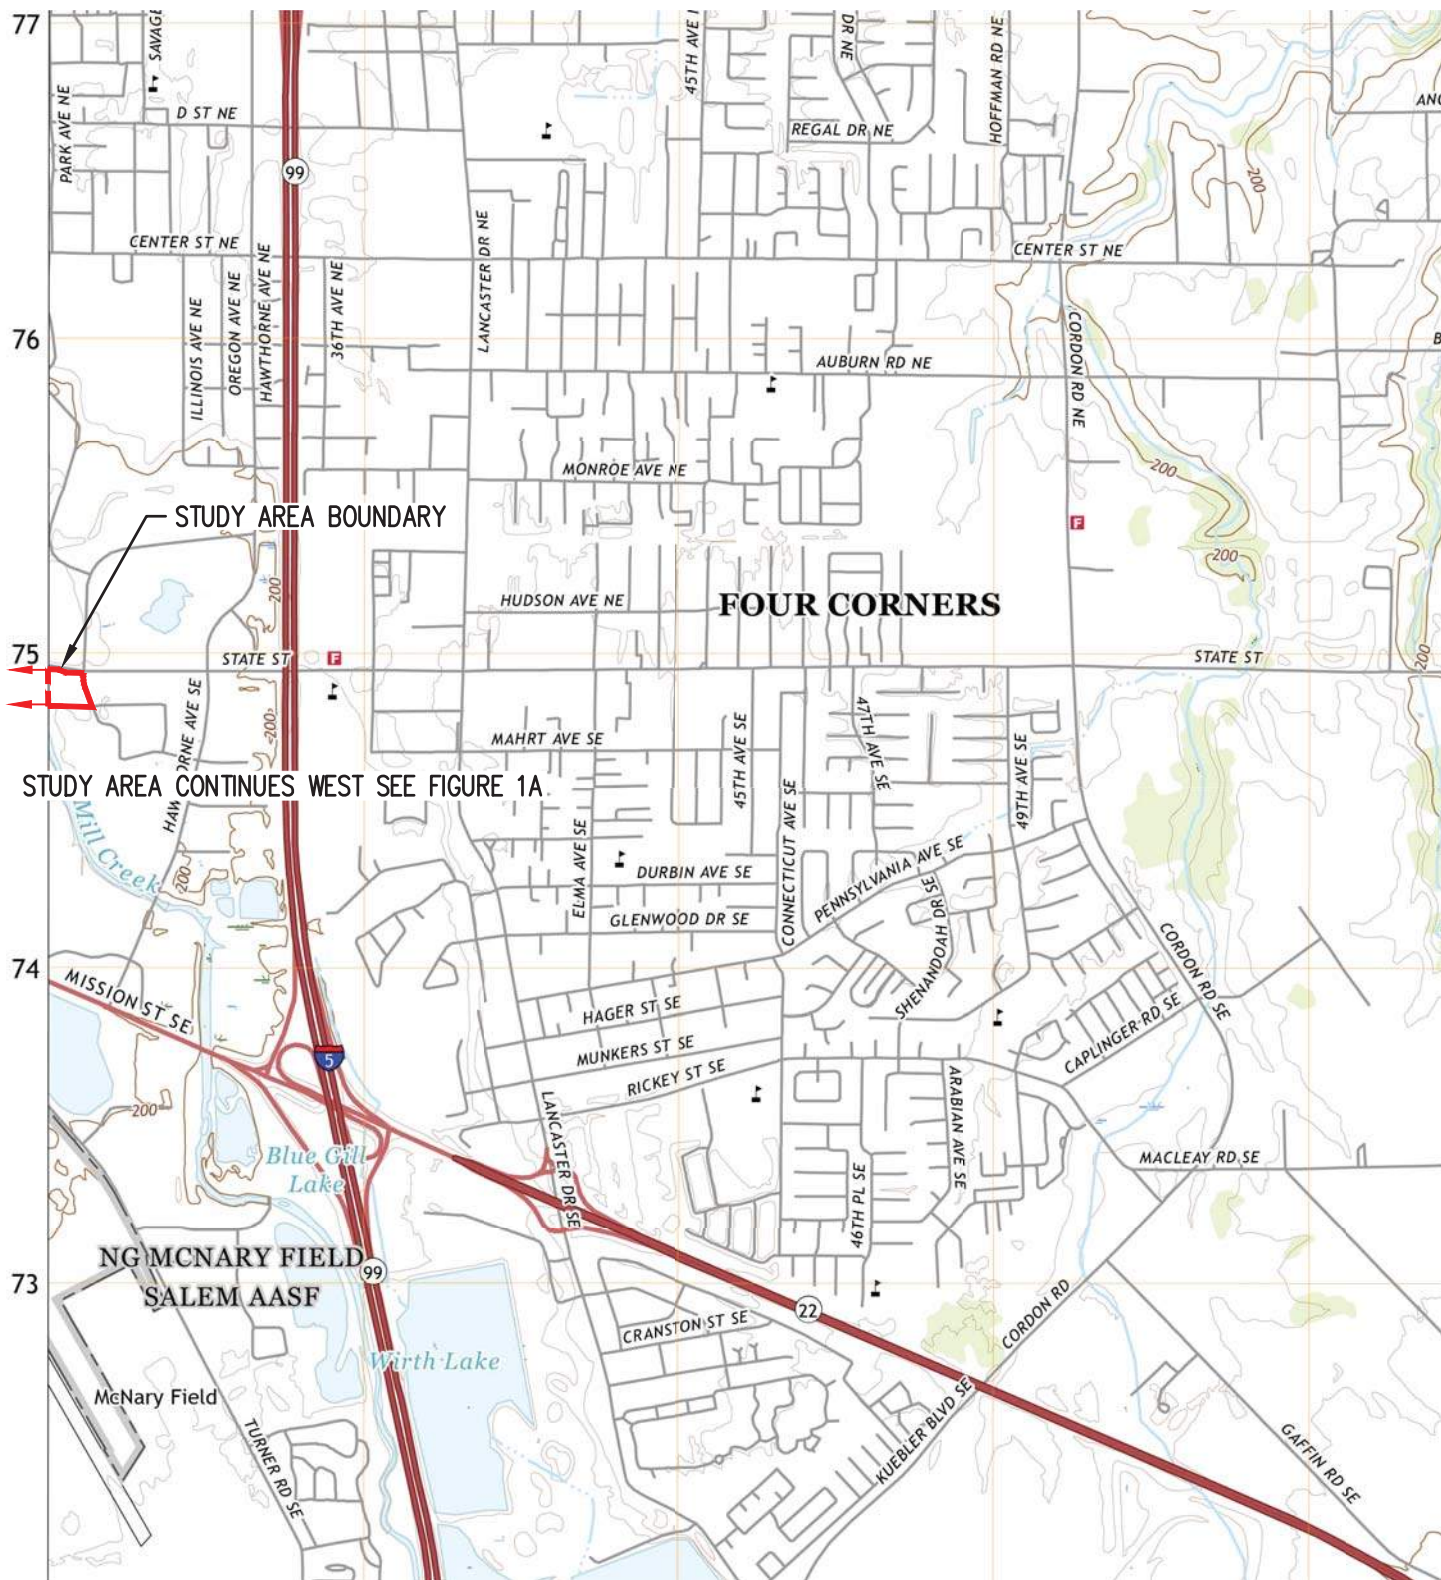 77
SAVAGE
45TH AVE
DR NE
HOFFMAN RD NE
PARK AVE NE
D ST NE
REGAL DR NE
99
200
CENTER ST NE
HAWTHORNE AVE NE
LANCASTER DR NE
CENTER ST NE
OREGON AVE NE
36TH AVE NE
ILLINOIS AVE NE
76
CORDON RD NE
AUBURN RD NE
MONROE AVE NE
200
STUDY AREA BOUNDARY
F
200
200
HUDSON AVE NE
FOUR CORNERS
75
STATE ST
F
STATE ST
200
HAWTHORNE AVE SE
200
MAHRT AVE SE
45TH AVE SE
47TH AVE SE
49TH AVE SE
STUDY AREA CONTINUES WEST SEE FIGURE 1A
Mill Creek
200
ELMA AVE SE
DURBIN AVE SE
CONNECTICUT AVE SE
PENNSYLVANIA AVE SE
GLENWOOD DR SE
SHENANDOAH DR SE
CORDON RD SE
74
MISSION ST SE
HAGER ST SE
CAPLINGER RD SE
MUNKERS ST SE
5
RICKEY ST SE
ARABIAN AVE SE
200
LANCASTER DR SE
Blue Gill
Lake
MACLEAY RD SE
46TH PL SE
NG MCNARY FIELD
SALEM AASF
99
73
22
CORDON RD
CRANSTON ST SE
Wirth Lake
McNary Field
KUEBLER BLVD SE
TURNER RD SE
GAFFIN RD SE